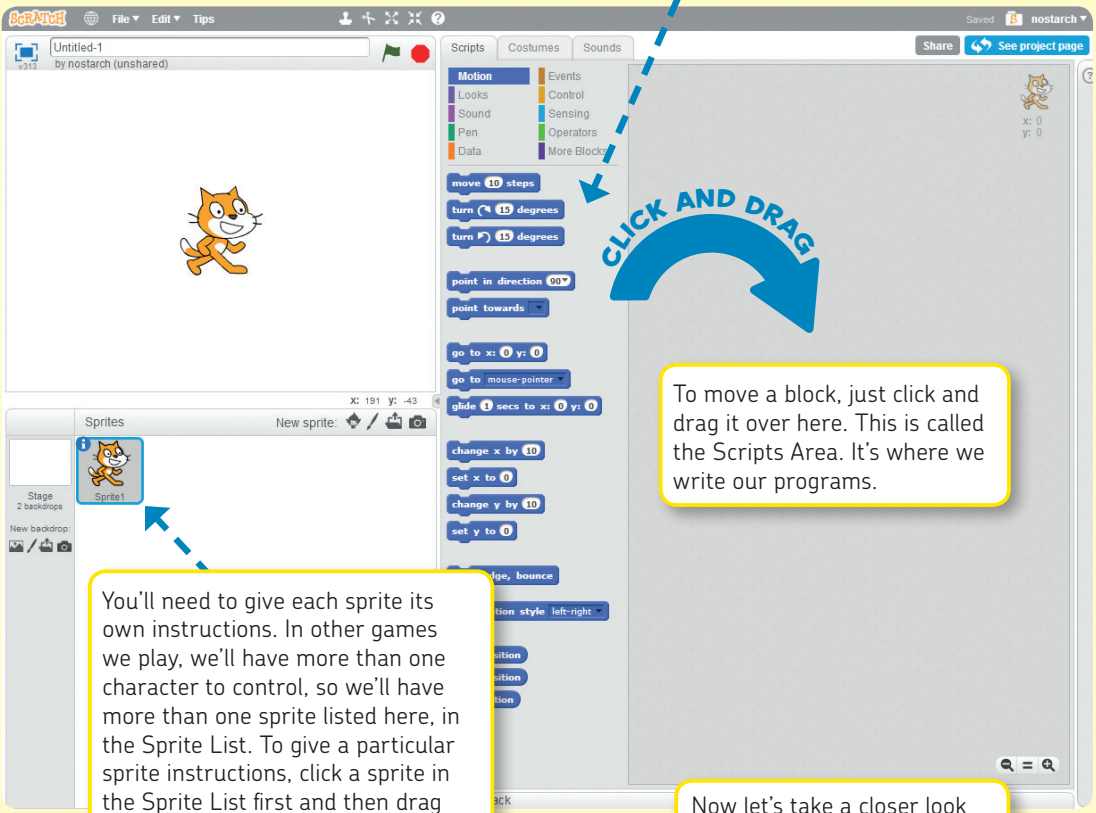 SCRATCH File Edit Tips Saved nostarch
Untitled-1
v313 by nostarch (unshared)
Scripts Costumes Sounds
Share See project page
Motion Events
Looks Control
Sound Sensing
Pen Operators
Data More Blocks
x: 0
y: 0
move 10 steps
turn 15 degrees
turn 15 degrees
CLICK AND DRAG
point in direction 90
point towards
go to x: 0 y: 0
go to mouse-pointer
glide 1 secs to x: 0 y: 0
change x by 10
set x to 0
change y by 10
set y to 0
bounce
style left-right
To move a block, just click and
drag it over here. This is called
the Scripts Area. It's where we
write our programs.
X: 191 y: -43
Sprites New sprite:
Stage
2 backdrops
New backdrop:
Sprite1
You'll need to give each sprite its
own instructions. In other games
we play, we'll have more than one
character to control, so we'll have
more than one sprite listed here, in
the Sprite List. To give a particular
sprite instructions, click a sprite in
the Sprite List first and then drag
Now let's take a closer look